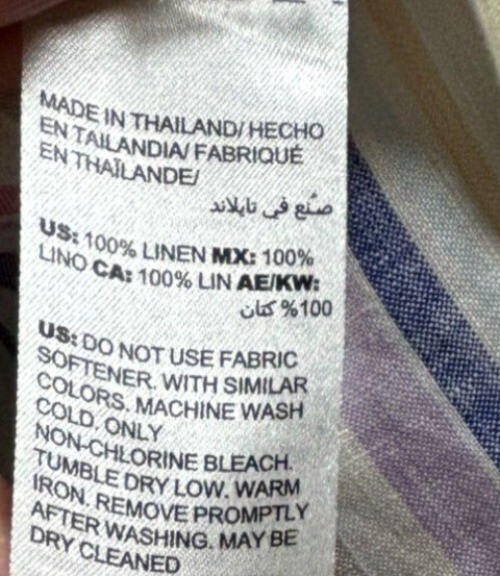 MADE IN THAILAND/ HECHO
EN TAILANDIA/ FABRIQUÉ
EN THAÏLANDE/
صُنع في تايلاند
US: 100% LINEN MX: 100%
LINO CA: 100% LIN AE/KW:
100% كتان
US: DO NOT USE FABRIC
SOFTENER. WITH SIMILAR
COLORS. MACHINE WASH
COLD. ONLY
NON-CHLORINE BLEACH.
TUMBLE DRY LOW. WARM
IRON. REMOVE PROMPTLY
AFTER WASHING. MAY BE
DRY CLEANED